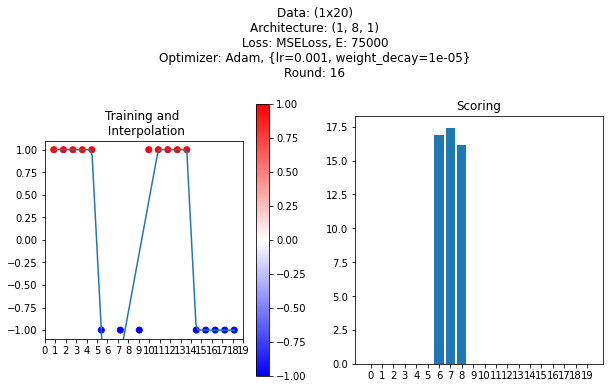 Data: (1x20)
Architecture: (1, 8, 1)
Loss: MSELoss, E: 75000
Optimizer: Adam, {lr=0.001, weight_decay=1e-05}
Round: 16
Training and
Interpolation
1.00
0.75
0.50
0.25
0.00
−0.25
−0.50
−0.75
−1.00
0 1 2 3 4 5 6 7 8 9 10 11 12 13 14 15 16 17 18 19
1.00
0.75
0.50
0.25
0.00
−0.25
−0.50
−0.75
−1.00
Scoring
17.5
15.0
12.5
10.0
7.5
5.0
2.5
0.0
0 1 2 3 4 5 6 7 8 9 10 11 12 13 14 15 16 17 18 19